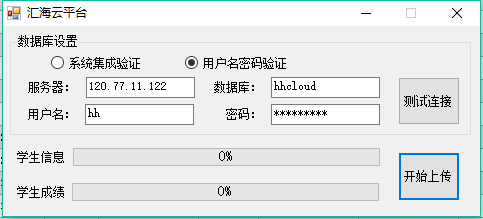 汇海云平台
数据库设置
系统集成验证 用户名密码验证
服务器： 120.77.11.122 数据库： hhcloud
测试连接
用户名： hh 密码： *********
学生信息 0%
开始上传
学生成绩 0%